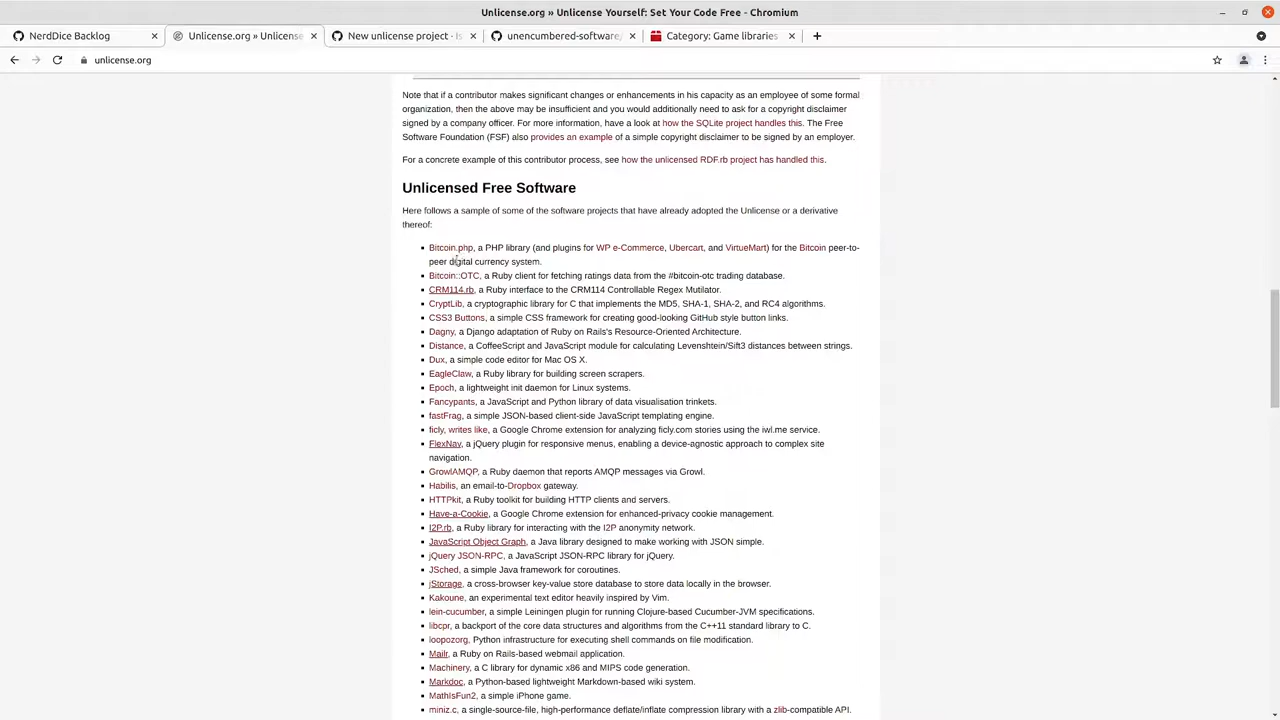 Unlicense.org » Unlicense Yourself: Set Your Code Free - Chromium
NerdDice Backlog
Unlicense.org » Unlicense
New unlicense project · Is
unencumbered-software/
Category: Game libraries
unlicense.org
Note that if a contributor makes significant changes or enhancements in his capacity as an employee of some formal
organization, then the above may be insufficient and you would additionally need to ask for a copyright disclaimer
signed by a company officer. For more information, have a look at how the SQLite project handles this. The Free
Software Foundation (FSF) also provides an example of a simple copyright disclaimer to be signed by an employer.
For a concrete example of this contributor process, see how the unlicensed RDF.rb project has handled this.
Unlicensed Free Software
Here follows a sample of some of the software projects that have already adopted the Unlicense or a derivative
thereof:
Bitcoin.php, a PHP library (and plugins for WP e-Commerce, Ubercart, and VirtueMart) for the Bitcoin peer-to-
peer digital currency system.
Bitcoin::OTC, a Ruby client for fetching ratings data from the #bitcoin-otc trading database.
CRM114.rb, a Ruby interface to the CRM114 Controllable Regex Mutilator.
CryptLib, a cryptographic library for C that implements the MD5, SHA-1, SHA-2, and RC4 algorithms.
CSS3 Buttons, a simple CSS framework for creating good-looking GitHub style button links.
Dagny, a Django adaptation of Ruby on Rails's Resource-Oriented Architecture.
Distance, a CoffeeScript and JavaScript module for calculating Levenshtein/Sift3 distances between strings.
Dux, a simple code editor for Mac OS X.
EagleClaw, a Ruby library for building screen scrapers.
Epoch, a lightweight init daemon for Linux systems.
Fancypants, a JavaScript and Python library of data visualisation trinkets.
fastFrag, a simple JSON-based client-side JavaScript templating engine.
ficly, writes like, a Google Chrome extension for analyzing ficly.com stories using the iwl.me service.
FlexNav, a jQuery plugin for responsive menus, enabling a device-agnostic approach to complex site
navigation.
GrowlAMQP, a Ruby daemon that reports AMQP messages via Growl.
Habilis, an email-to-Dropbox gateway.
HTTPkit, a Ruby toolkit for building HTTP clients and servers.
Have-a-Cookie, a Google Chrome extension for enhanced-privacy cookie management.
I2P.rb, a Ruby library for interacting with the I2P anonymity network.
JavaScript Object Graph, a Java library designed to make working with JSON simple.
jQuery JSON-RPC, a JavaScript JSON-RPC library for jQuery.
JSched, a simple Java framework for coroutines.
jStorage, a cross-browser key-value store database to store data locally in the browser.
Kakoune, an experimental text editor heavily inspired by Vim.
lein-cucumber, a simple Leiningen plugin for running Clojure-based Cucumber-JVM specifications.
libcpr, a backport of the core data structures and algorithms from the C++11 standard library to C.
loopozorg, Python infrastructure for executing shell commands on file modification.
Mailr, a Ruby on Rails-based webmail application.
Machinery, a C library for dynamic x86 and MIPS code generation.
Markdoc, a Python-based lightweight Markdown-based wiki system.
MathIsFun2, a simple iPhone game.
miniz.c, a single-source-file, high-performance deflate/inflate compression library with a zlib-compatible API.